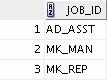 JOB_ID
1 AD_ASST
2 MK_MAN
3 MK_REP